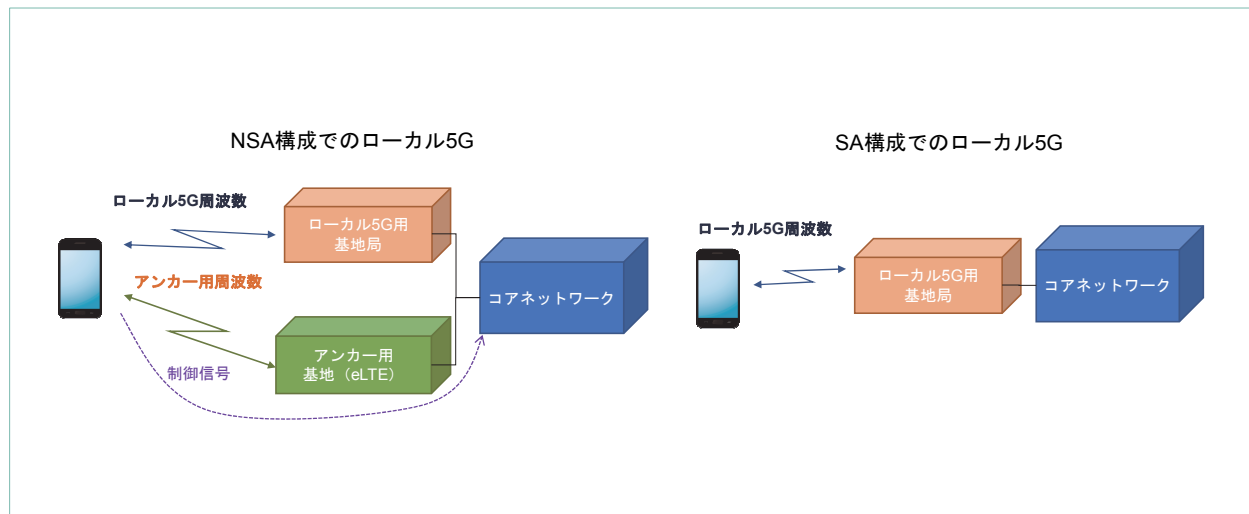 NSA構成でのローカル5G
ローカル5G周波数
ローカル5G用
基地局
アンカー用周波数
コアネットワーク
アンカー用
基地（eLTE）
制御信号
SA構成でのローカル5G
ローカル5G周波数
ローカル5G用
基地局
コアネットワーク